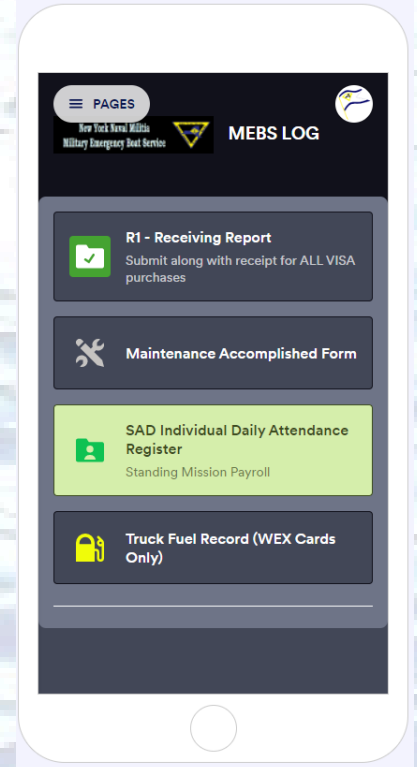 PAGES
New York Naval Militia
Military Emergency Boat Service
MEBS LOG
R1 - Receiving Report
Submit along with receipt for ALL VISA
purchases
Maintenance Accomplished Form
SAD Individual Daily Attendance
Register
Standing Mission Payroll
Truck Fuel Record (WEX Cards
Only)